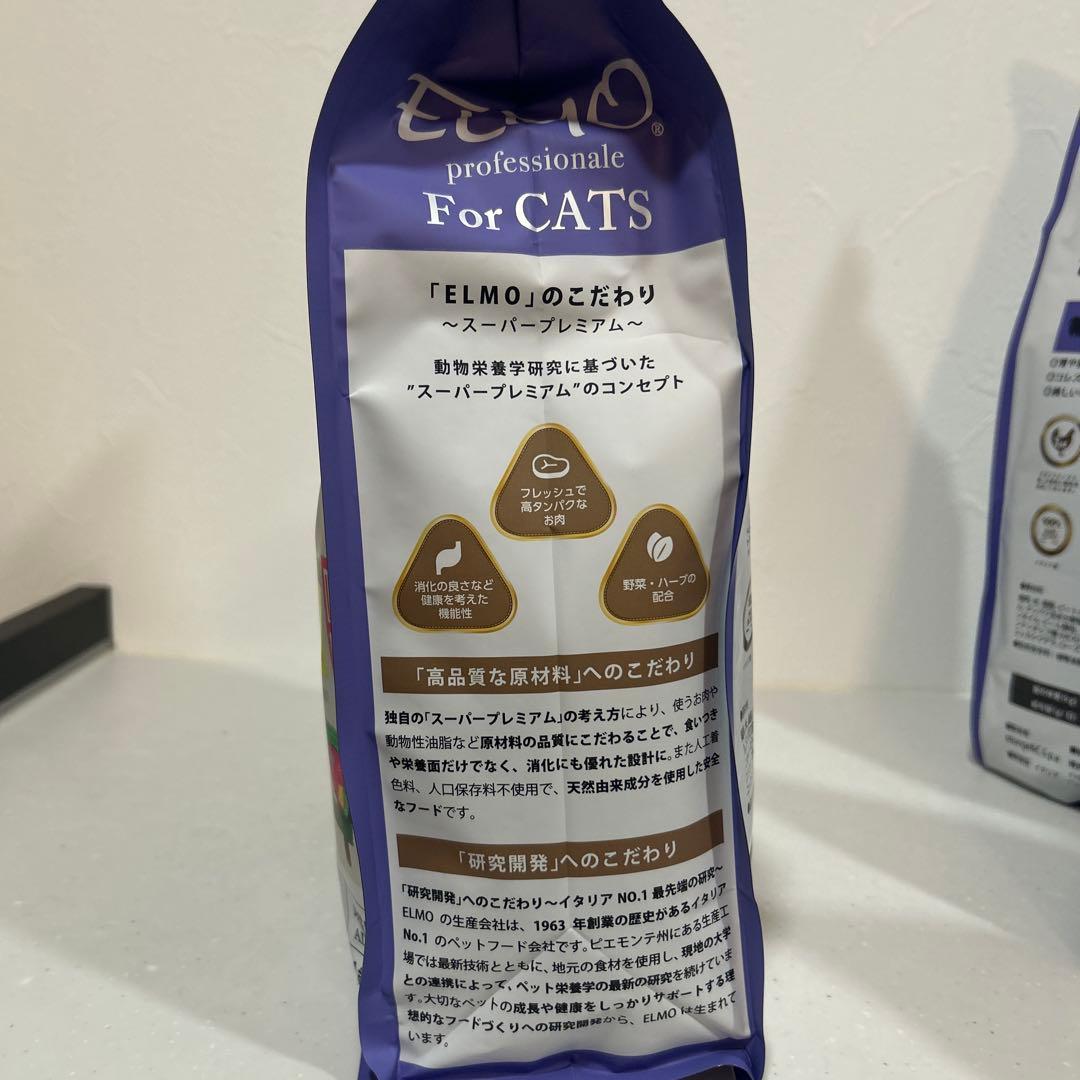 ELMO®
professionale
For CATS
「ELMO」のこだわり
～スーパープレミアム～
動物栄養学研究に基づいた
"スーパープレミアム"のコンセプト
フレッシュで
高タンパクな
お肉
消化の良さなど
健康を考えた
機能性
野菜・ハーブの
配合
「高品質な原材料」へのこだわり
独自の「スーパープレミアム」の考え方により、使うお肉や
動物性油脂など原材料の品質にこだわることで、食いつき
や栄養面だけでなく、消化にも優れた設計に。また人工着
色料、人口保存料不使用で、天然由来成分を使用した安全
なフードです。
「研究開発」へのこだわり
「研究開発」へのこだわり～イタリア NO.1 最先端の研究～
ELMO の生産会社は、1963 年創業の歴史があるイタリア
No.1 のペットフード会社です。ピエモンテ州にある生産工
場では最新技術とともに、地元の食材を使用し、現地の大学
との連携によって、ペット栄養学の最新の研究を続けていま
す。大切なペットの成長や健康をしっかりサポートする理
想的なフードづくりへの研究開発から、ELMO は生まれて
います。
100%